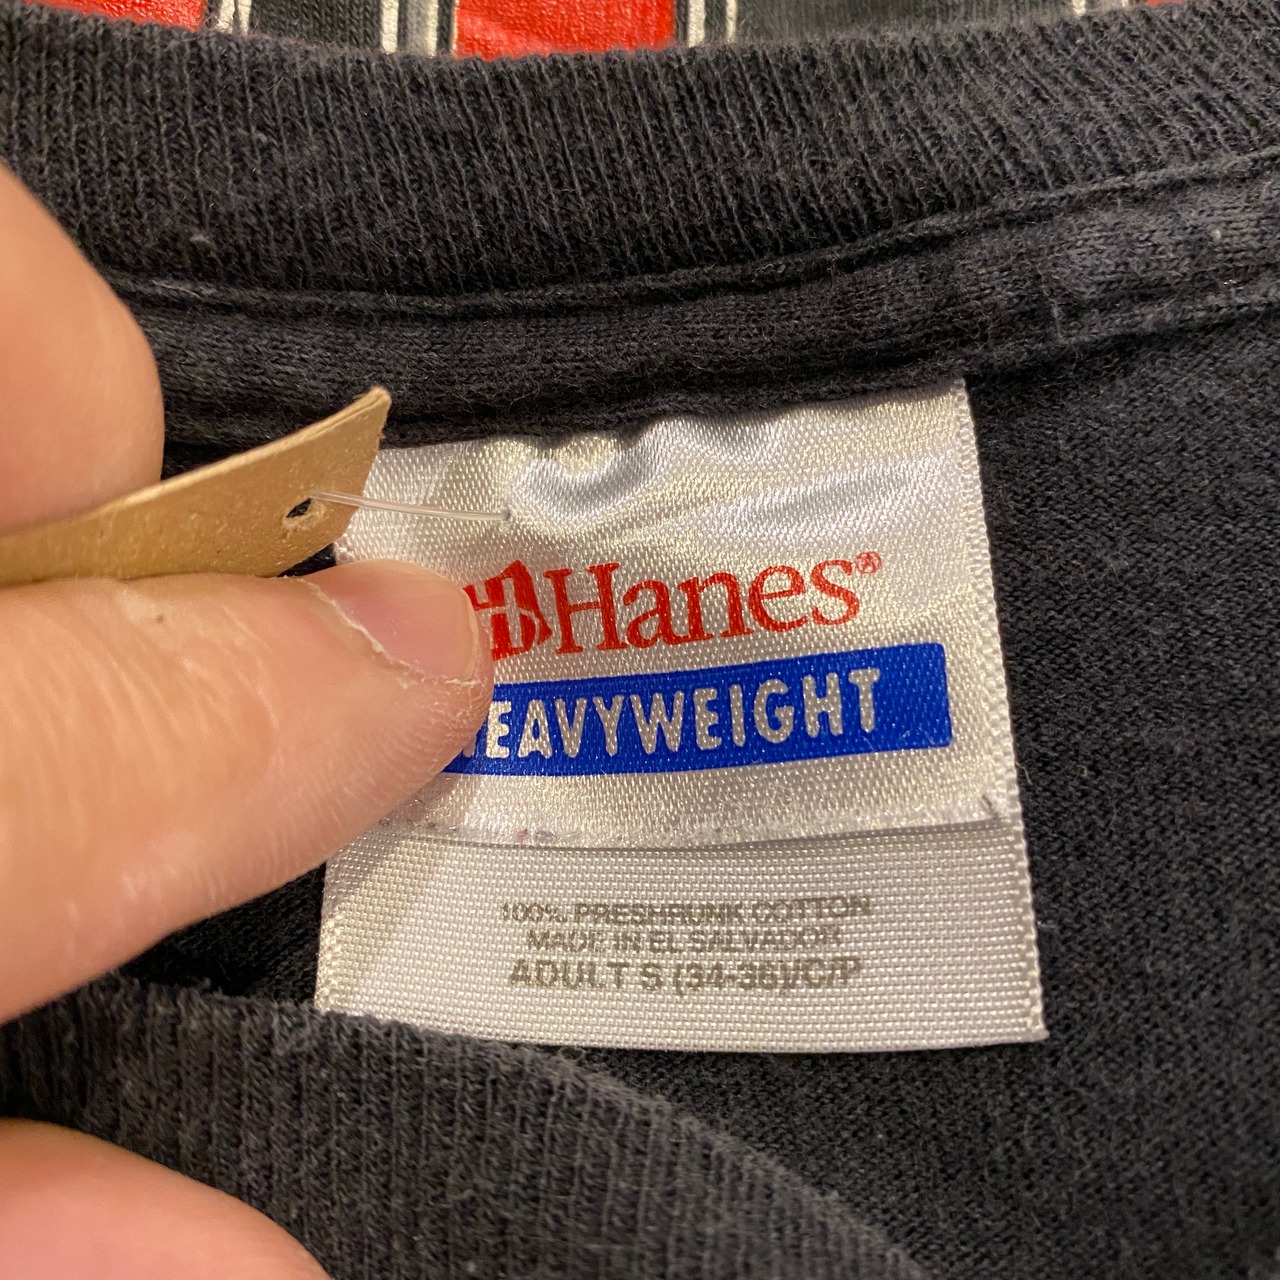 Hanes®
EAVYWEIGHT
100% PRESHRUNK COTTON
MADE IN EL SALVADOR
ADULT S (34-36)/C/P